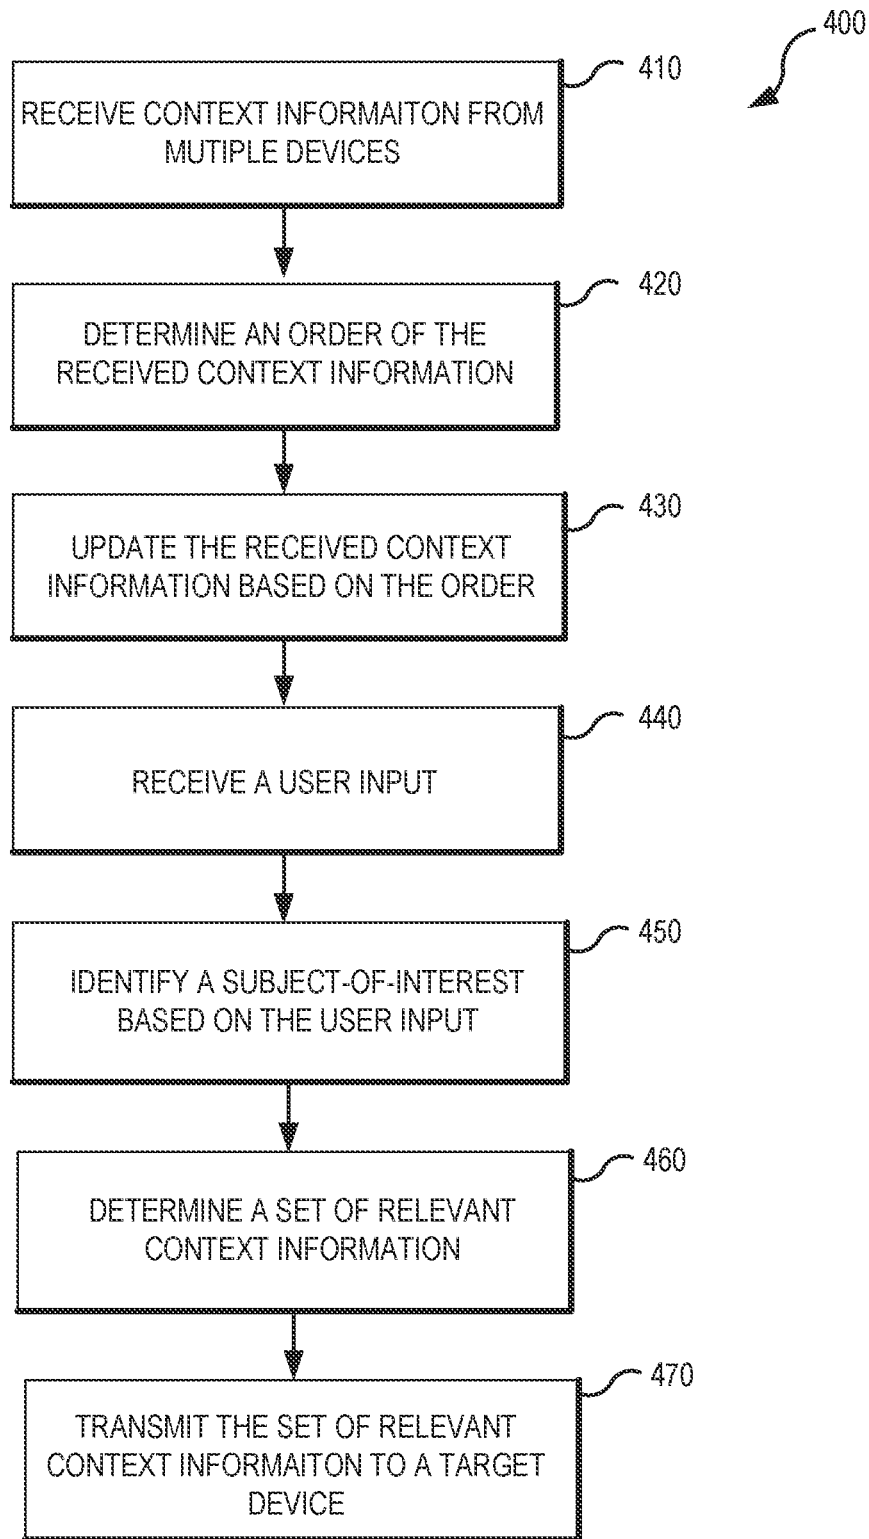 400
410
RECEIVE CONTEXT INFORMAITON FROM
MUTIPLE DEVICES
420
DETERMINE AN ORDER OF THE
RECEIVED CONTEXT INFORMATION
430
UPDATE THE RECEIVED CONTEXT
INFORMATION BASED ON THE ORDER
440
RECEIVE A USER INPUT
450
IDENTIFY A SUBJECT-OF-INTEREST
BASED ON THE USER INPUT
460
DETERMINE A SET OF RELEVANT
CONTEXT INFORMATION
470
TRANSMIT THE SET OF RELEVANT
CONTEXT INFORMAITON TO A TARGET
DEVICE